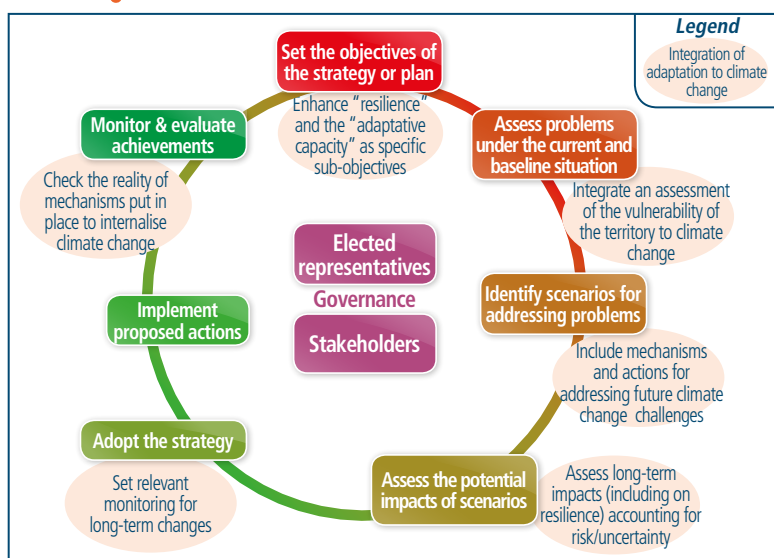 Legend
Integration of
adaptation to climate
change
Set the objectives of
the strategy or plan
Enhance “resilience”
and the “adaptative
capacity” as specific
sub-objectives
Assess problems
under the current and
baseline situation
Integrate an assessment
of the vulnerability of
the territory to climate
change
Identify scenarios for
addressing problems
Include mechanisms
and actions for
addressing future climate
change challenges
Assess the potential
impacts of scenarios
Assess long-term
impacts (including on
resilience) accounting for
risk/uncertainty
Adopt the strategy
Set relevant
monitoring for
long-term changes
Implement
proposed actions
Monitor & evaluate
achievements
Check the reality of
mechanisms put in
place to internalise
climate change
Elected
representatives
Governance
Stakeholders